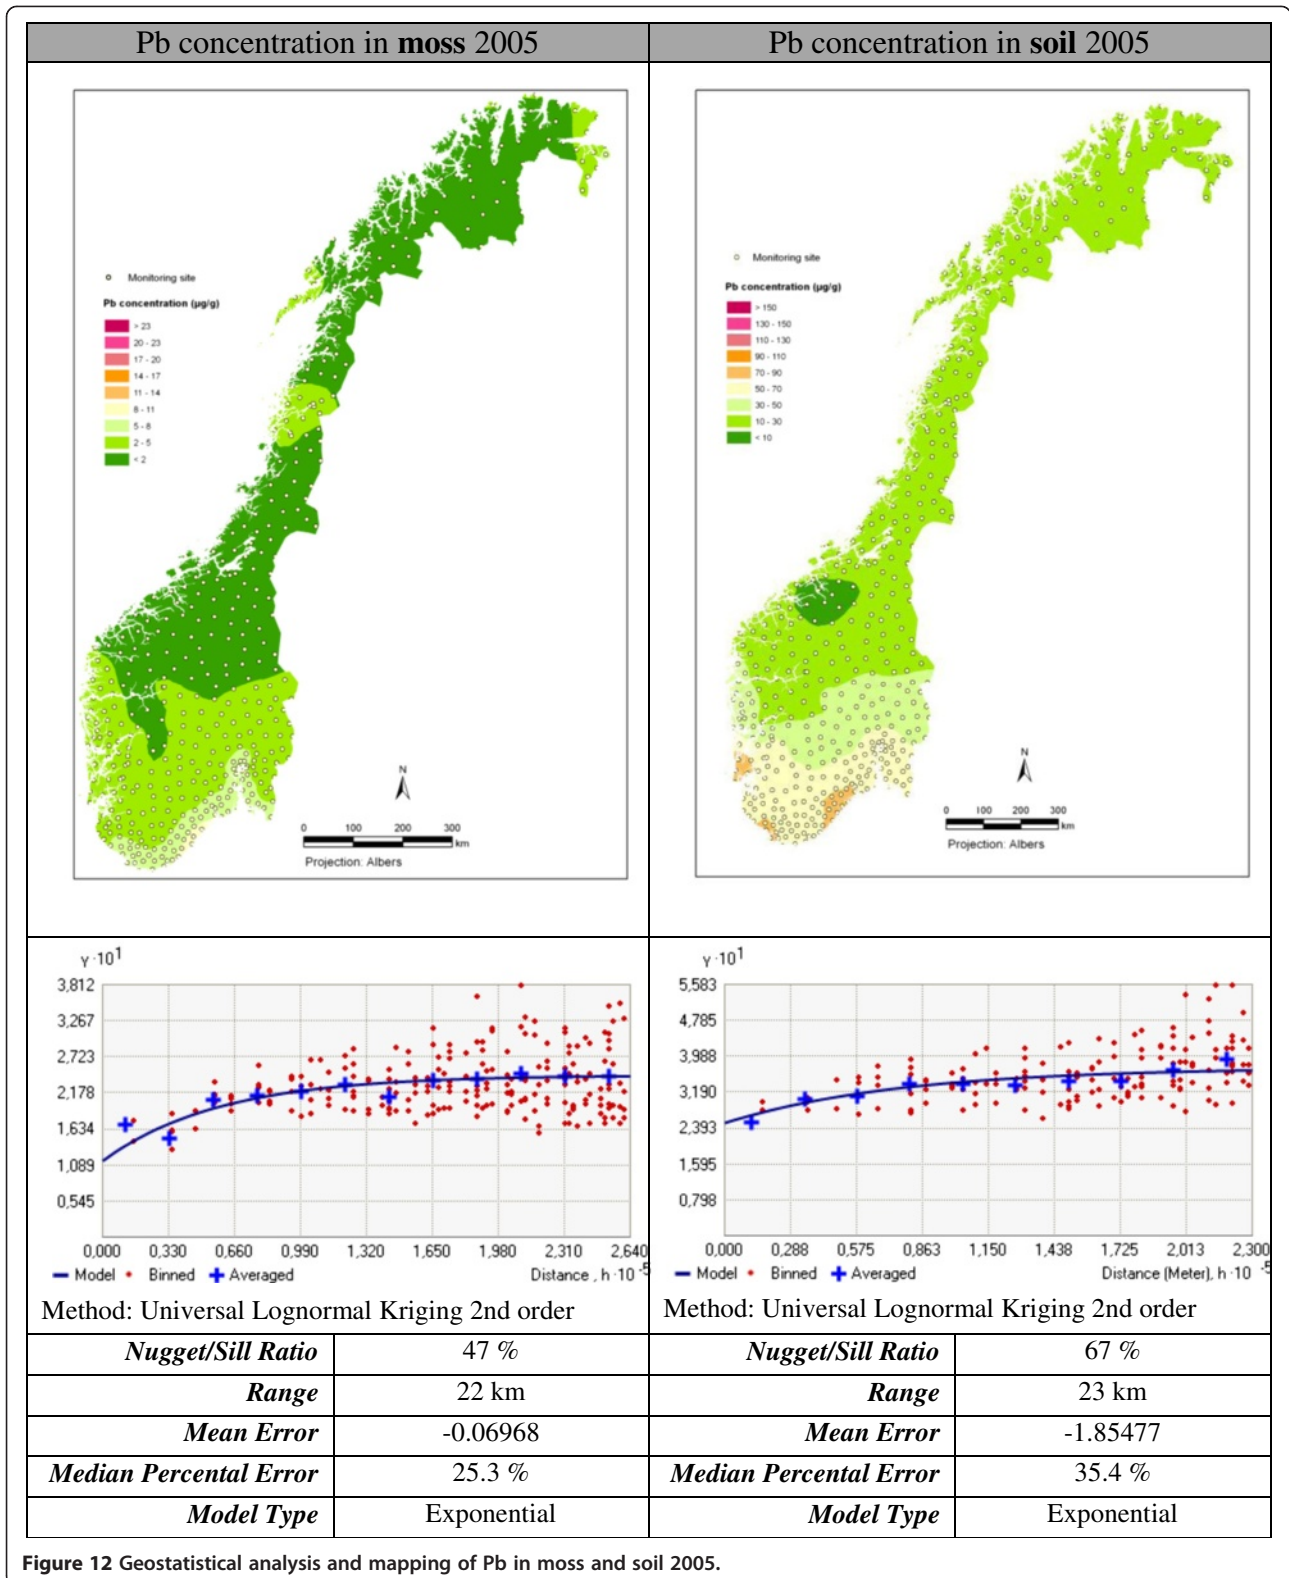 Pb concentration in moss 2005
Pb concentration in soil 2005
Monitoring site
Pb concentration (µg/g)
> 23
20 - 23
17 - 20
14 - 17
11 - 14
8 - 11
5 - 8
2 - 5
< 2
N
0 100 200 300
km
Projection: Albers
Monitoring site
Pb concentration (µg/g)
> 150
130 - 150
110 - 130
90 - 110
70 - 90
50 - 70
30 - 50
10 - 30
< 10
N
0 100 200 300
km
Projection: Albers
γ ·10¹
3,812
3,267
2,723
2,178
1,634
1,089
0,545
0,000 0,330 0,660 0,990 1,320 1,650 1,980 2,310 2,640
Model Binned Averaged Distance , h ·10 -5
Method: Universal Lognormal Kriging 2nd order
γ ·10¹
5,583
4,785
3,988
3,190
2,393
1,595
0,798
0,000 0,288 0,575 0,863 1,150 1,438 1,725 2,013 2,300
Model Binned Averaged Distance (Meter), h ·10 -5
Method: Universal Lognormal Kriging 2nd order
Nugget/Sill Ratio 47 % Nugget/Sill Ratio 67 %
Range 22 km Range 23 km
Mean Error -0.06968 Mean Error -1.85477
Median Percental Error 25.3 % Median Percental Error 35.4 %
Model Type Exponential Model Type Exponential
Figure 12 Geostatistical analysis and mapping of Pb in moss and soil 2005.